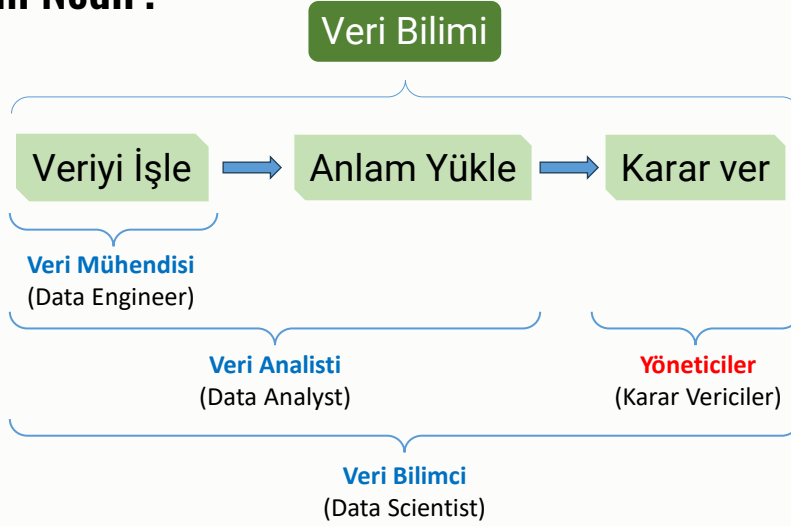 Veri Bilimi
Veriyi İşle
Anlam Yükle
Karar ver
Veri Mühendisi
(Data Engineer)
Veri Analisti
(Data Analyst)
Yöneticiler
(Karar Vericiler)
Veri Bilimci
(Data Scientist)